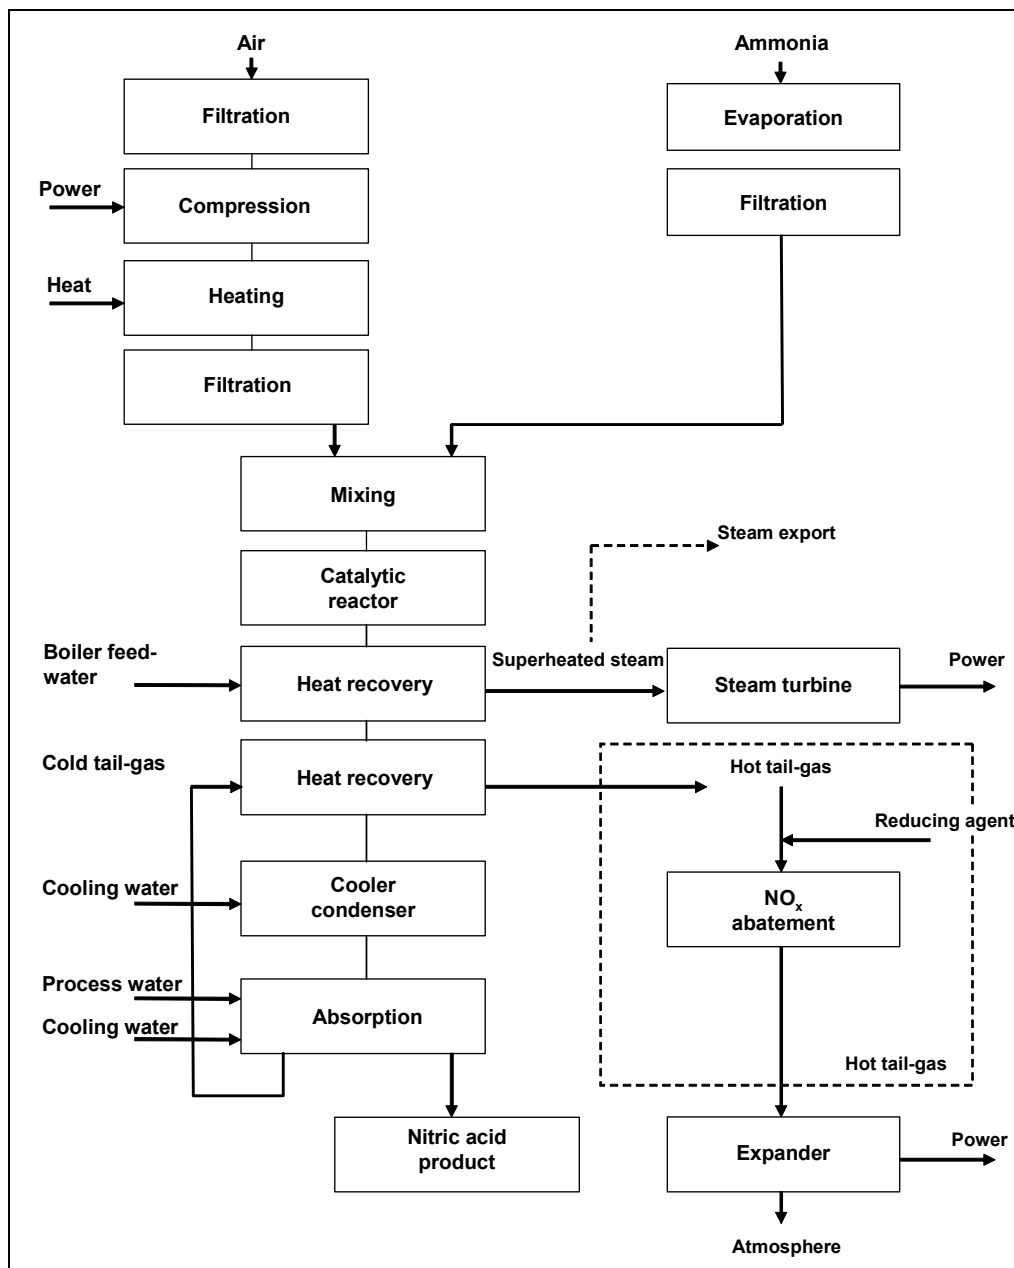 Air
Ammonia
Filtration
Evaporation
Power
Compression
Filtration
Heat
Heating
Filtration
Mixing
Steam export
Catalytic
reactor
Boiler feed-
water
Heat recovery
Superheated steam
Steam turbine
Power
Cold tail-gas
Heat recovery
Hot tail-gas
Reducing agent
Cooling water
Cooler
condenser
NOx
abatement
Process water
Cooling water
Absorption
Hot tail-gas
Nitric acid
product
Expander
Power
Atmosphere